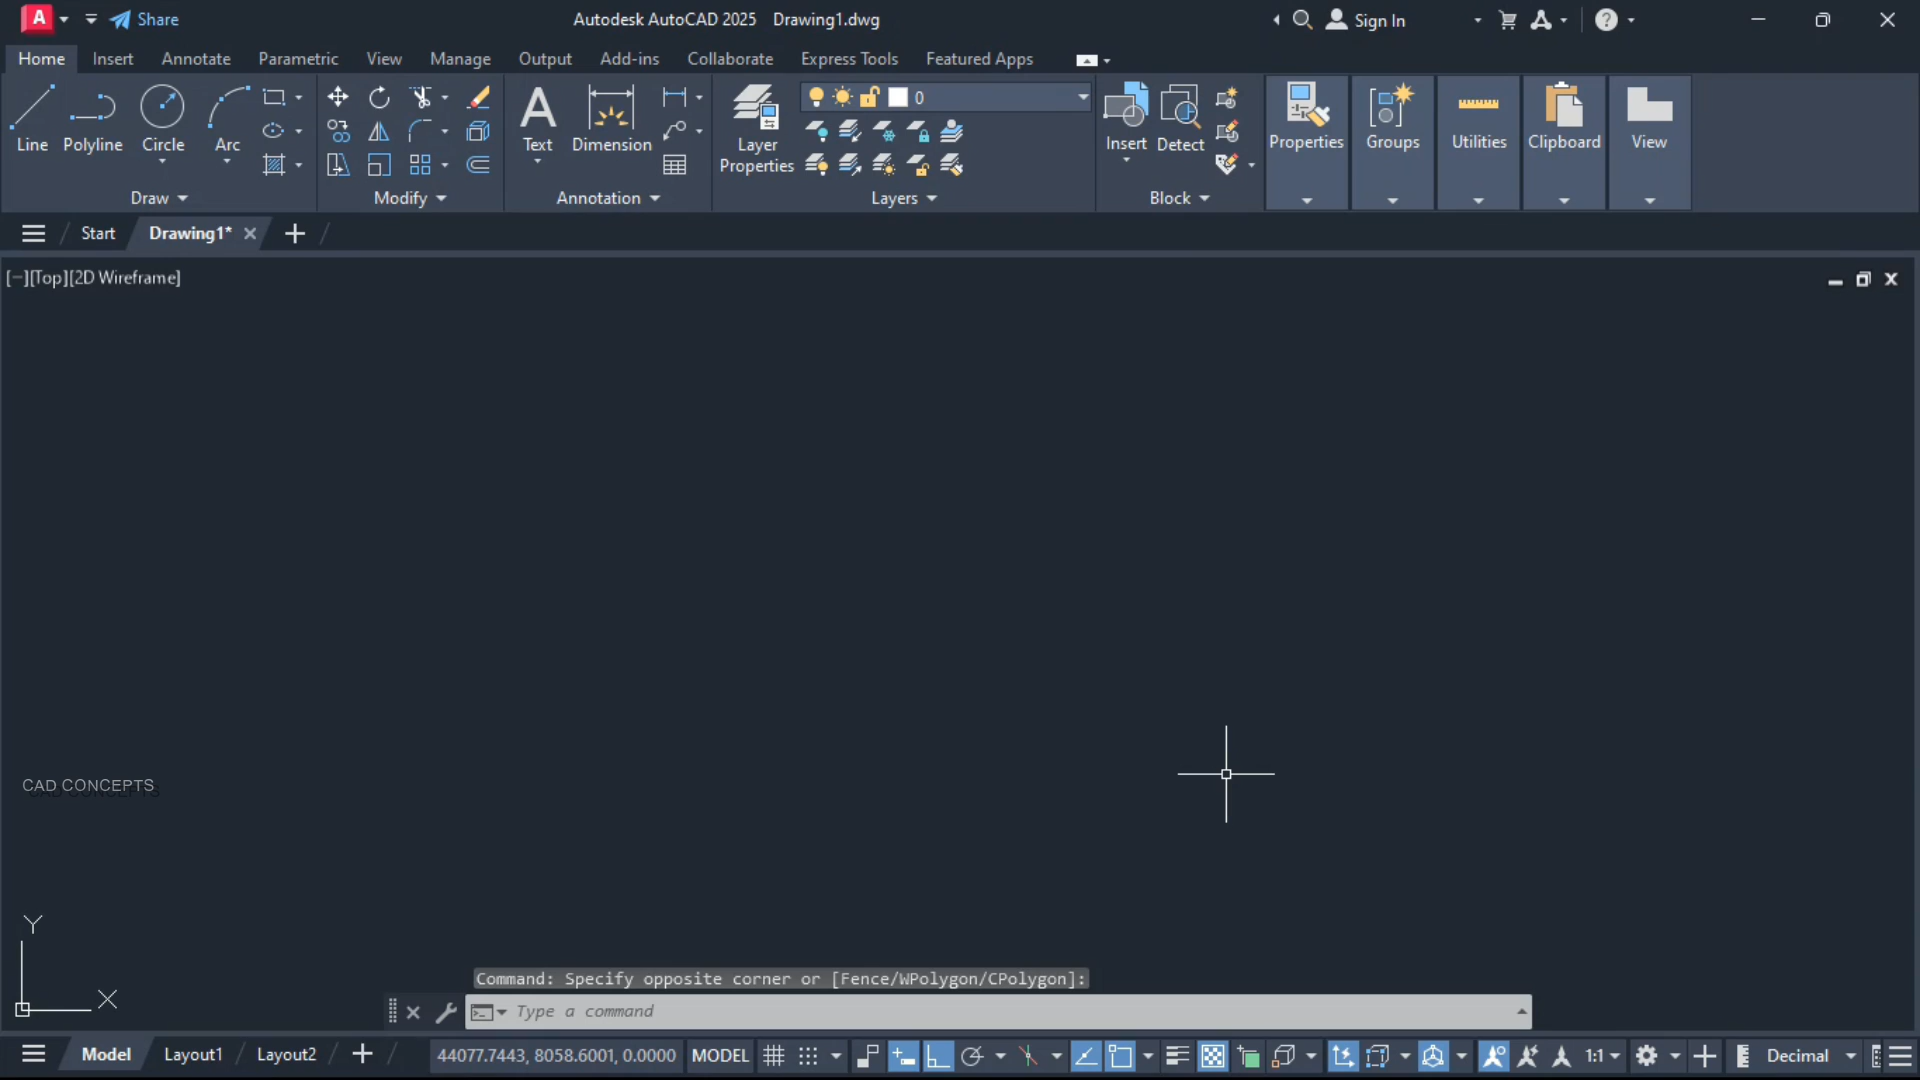 A Share Autodesk AutoCAD 2025 Drawing1.dwg Sign In ?
Home Insert Annotate Parametric View Manage Output Add-ins Collaborate Express Tools Featured Apps
0
Line Polyline Circle Arc Text Dimension Layer Properties Insert Detect Properties Groups Utilities Clipboard View
Draw Modify Annotation Layers Block
Start Drawing1*
[−][Top][2D Wireframe]
CAD CONCEPTS
Y
X
Command: Specify opposite corner or [Fence/WPolygon/CPolygon]:
Type a command
Model Layout1 Layout2 44077.7443, 8058.6001, 0.0000 MODEL 1:1 Decimal